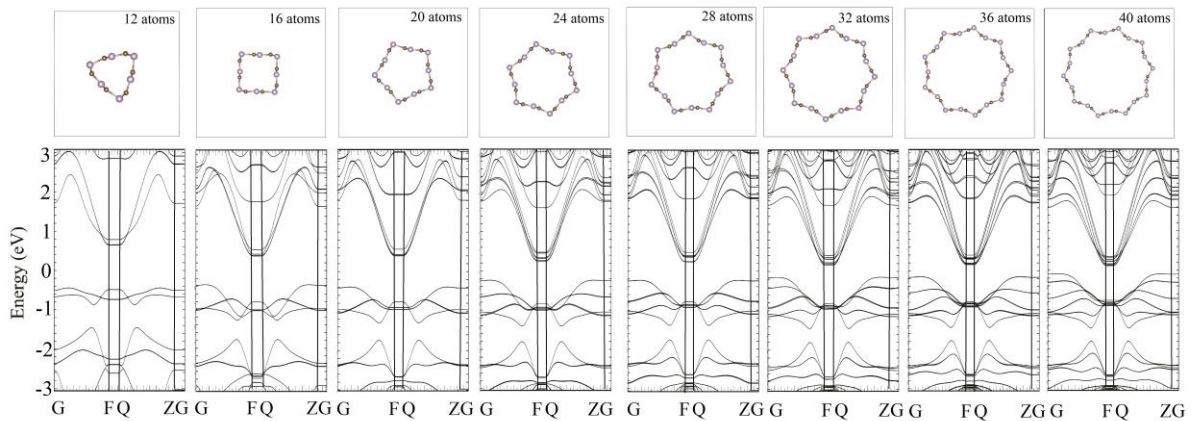 12 atoms 16 atoms 20 atoms 24 atoms 28 atoms 32 atoms 36 atoms 40 atoms
Energy (eV)
3
2
1
0
-1
-2
-3
G F Q Z G F Q Z G F Q Z G F Q Z G F Q Z G F Q Z G F Q Z G F Q Z G